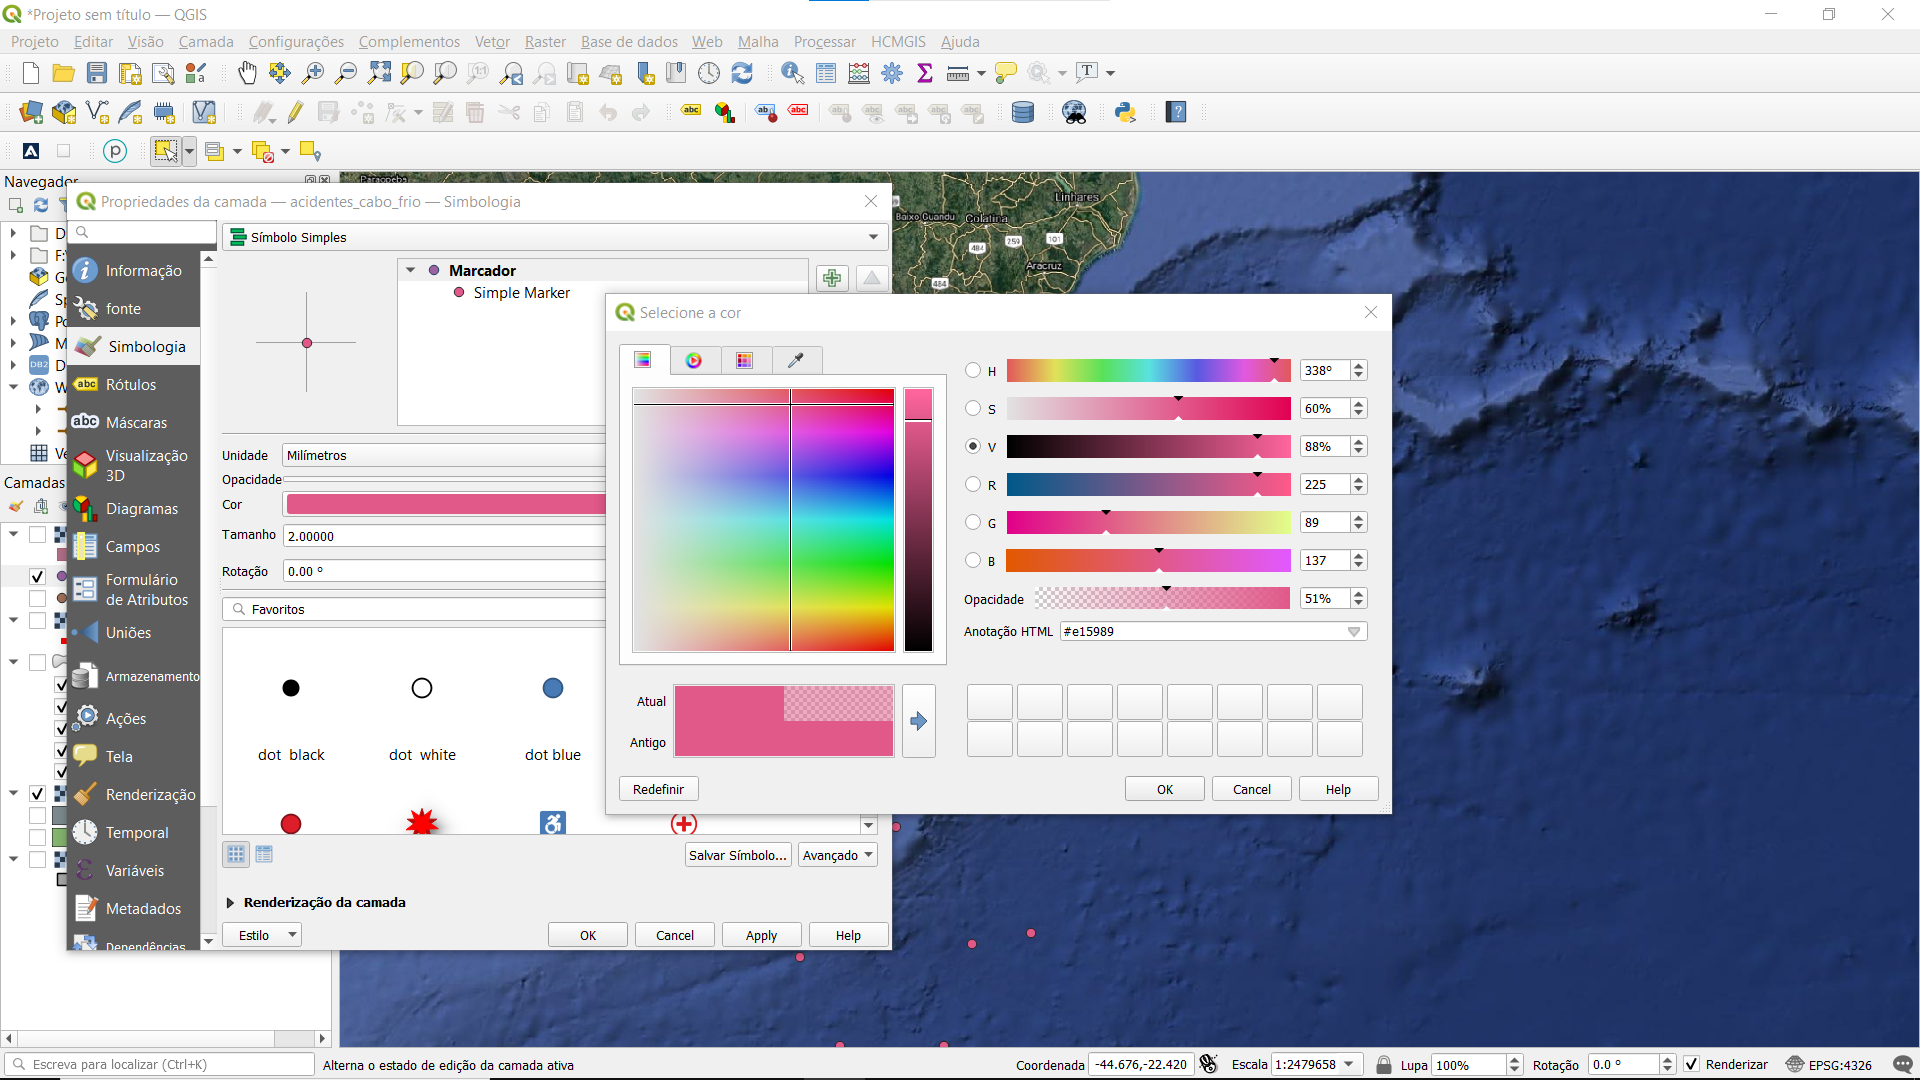 *Projeto sem título — QGIS
Projeto Editar Visão Camada Configurações Complementos Vetor Raster Base de dados Web Malha Processar HCMGIS Ajuda
Navegador
Propriedades da camada — acidentes_cabo_frio — Simbologia
Informação
fonte
Simbologia
Rótulos
Máscaras
Visualização
3D
Diagramas
Campos
Formulário
de Atributos
Uniões
Armazenamento
Ações
Tela
Renderização
Temporal
Variáveis
Metadados
Dependências
Camadas
Símbolo Simples
Marcador
Simple Marker
Unidade Milímetros
Opacidade
Cor
Tamanho 2.00000
Rotação 0.00 °
Favoritos
dot black
dot white
dot blue
Salvar Símbolo...
Avançado
Renderização da camada
Estilo
OK
Cancel
Apply
Help
Selecione a cor
H 338°
S 60%
V 88%
R 225
G 89
B 137
Opacidade 51%
Anotação HTML #e15989
Atual
Antigo
Redefinir
OK
Cancel
Help
Paraopeba
Linhares
Baixo Guandu
Colatina
484
259
101
Aracruz
484
Escreva para localizar (Ctrl+K)
Alterna o estado de edição da camada ativa
Coordenada -44.676,-22.420
Escala 1:2479658
Lupa 100%
Rotação 0.0 °
Renderizar
EPSG:4326